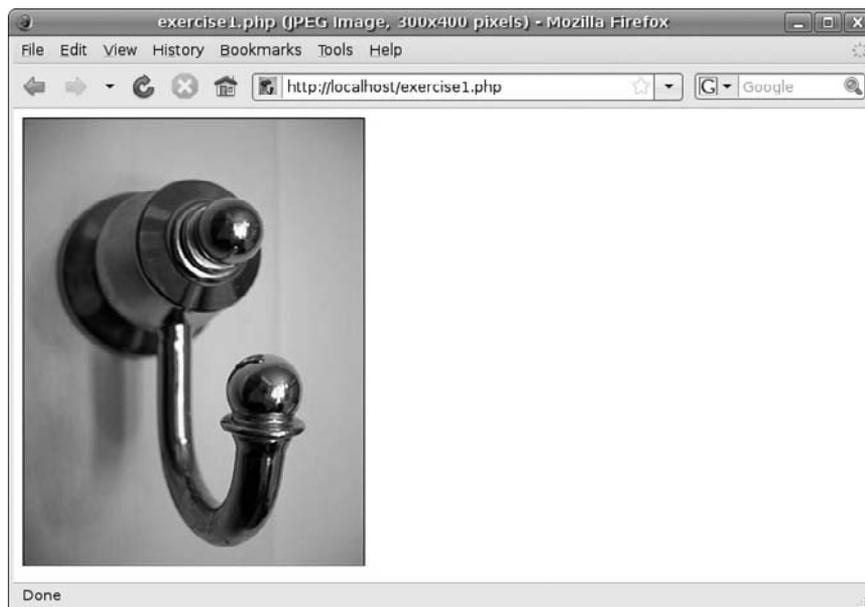 exercise1.php (JPEG Image, 300x400 pixels) - Mozilla Firefox
File Edit View History Bookmarks Tools Help
http://localhost/exercise1.php G Google
Done